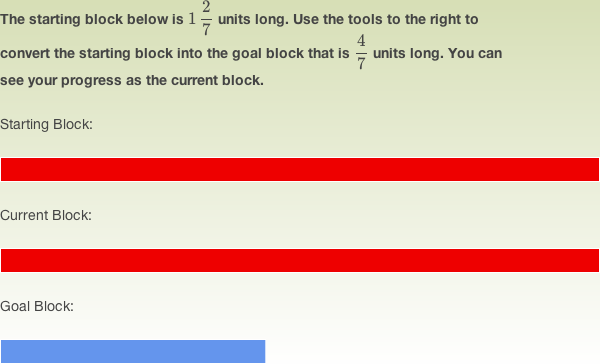 The starting block below is 1 2/7 units long. Use the tools to the right to
convert the starting block into the goal block that is 4/7 units long. You can
see your progress as the current block.
Starting Block:
Current Block:
Goal Block: